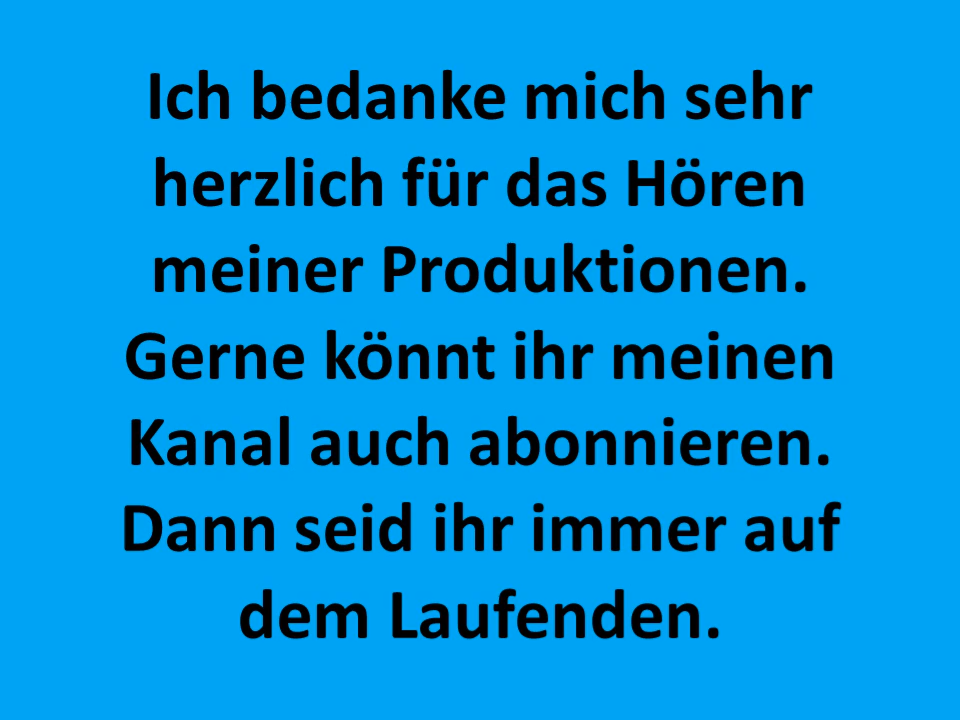 Ich bedanke mich sehr
herzlich für das Hören
meiner Produktionen.
Gerne könnt ihr meinen
Kanal auch abonnieren.
Dann seid ihr immer auf
dem Laufenden.